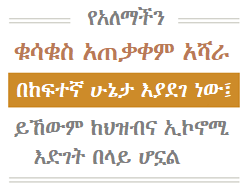 የአለማችን
ቁሳቁስ አጠቃቀም አሻራ
በከፍተኛ ሁኔታ እያደገ ነው፤
ይኸውም ከህዝብና ኢኮኖሚ
እድገት በላይ ሆኗል